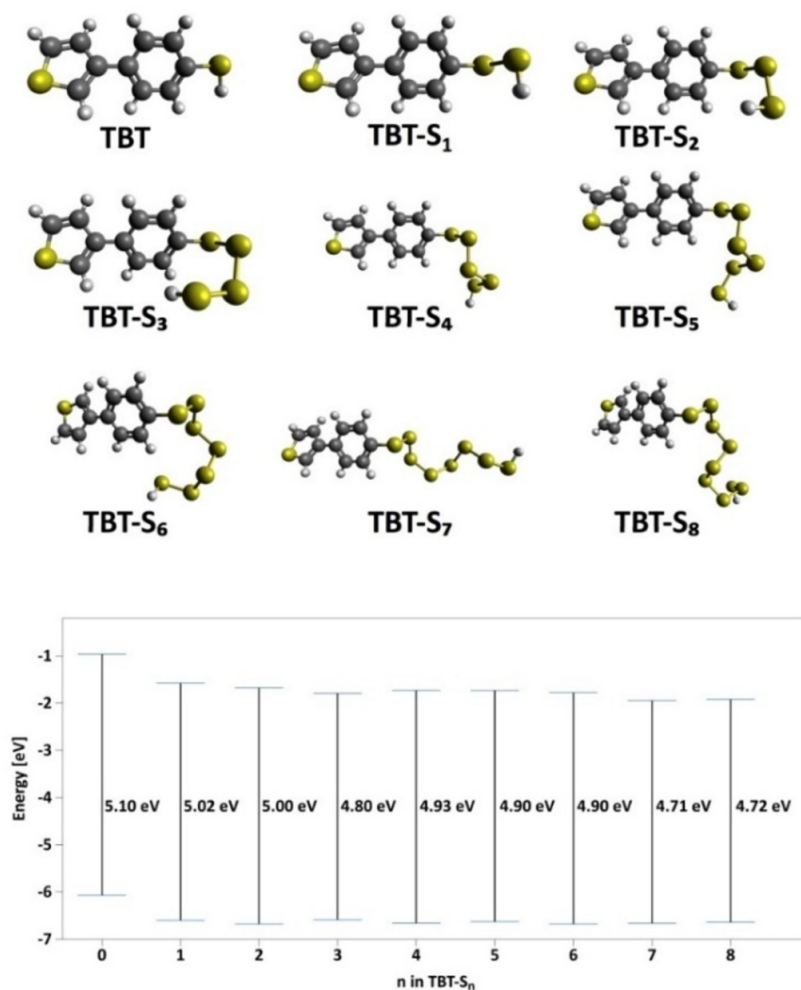 TBT
TBT-S₁
TBT-S₂
TBT-S₃
TBT-S₄
TBT-S₅
TBT-S₆
TBT-S₇
TBT-S₈
Energy [eV]
-1
-2
-3
-4
-5
-6
-7
5.10 eV
5.02 eV
5.00 eV
4.80 eV
4.93 eV
4.90 eV
4.90 eV
4.71 eV
4.72 eV
0 1 2 3 4 5 6 7 8
n in TBT-Sₙ